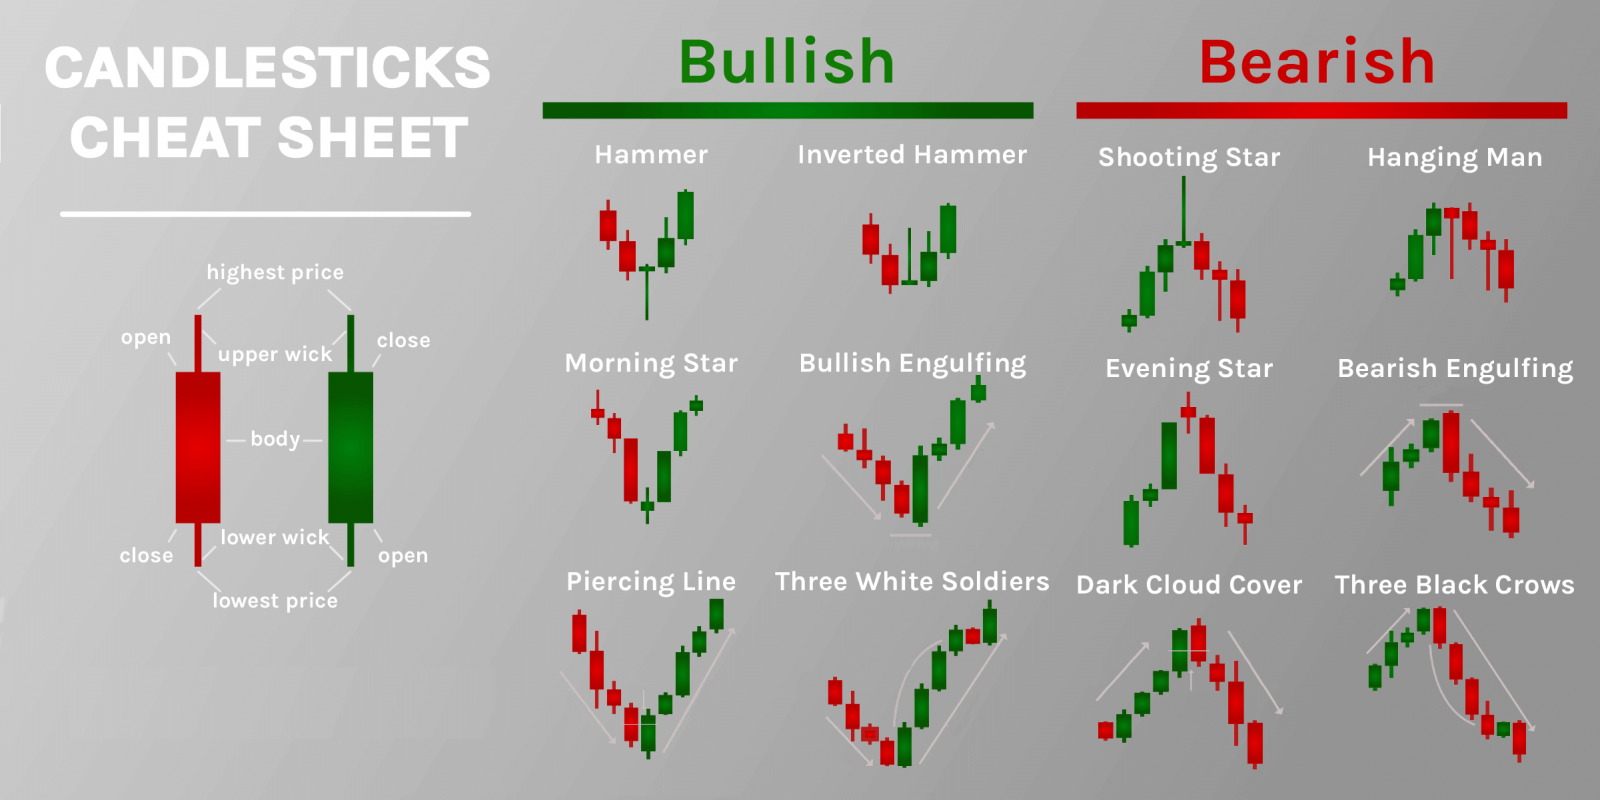 CANDLESTICKS
CHEAT SHEET
highest price
open
close
upper wick
body
lower wick
close
open
lowest price
Bullish
Hammer
Inverted Hammer
Morning Star
Bullish Engulfing
Piercing Line
Three White Soldiers
Bearish
Shooting Star
Hanging Man
Evening Star
Bearish Engulfing
Dark Cloud Cover
Three Black Crows